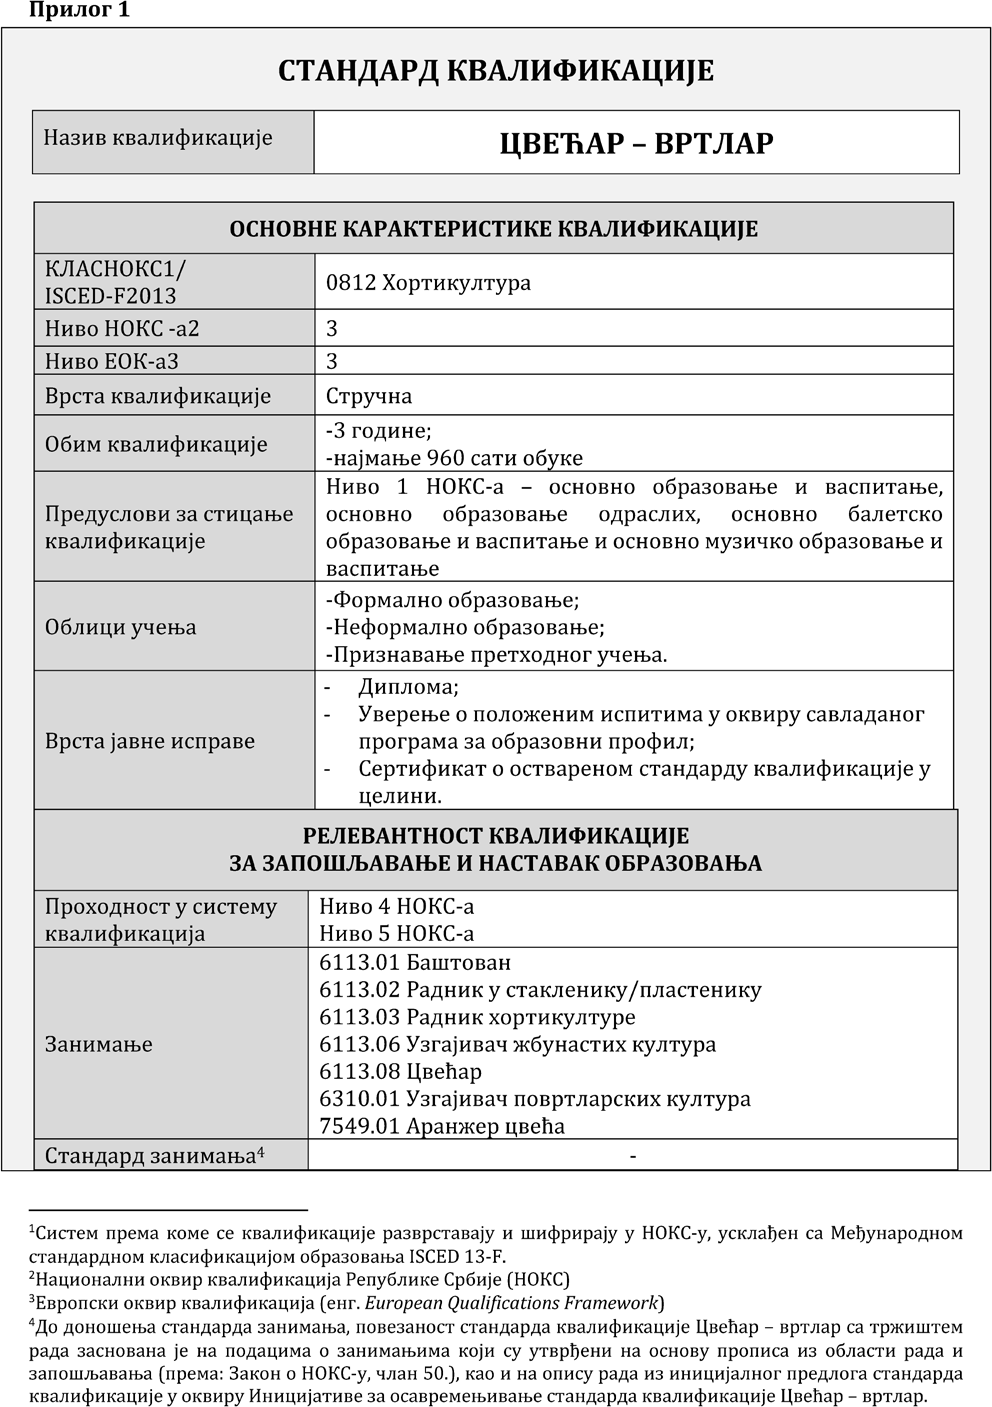 Прилог 1
СТАНДАРД КВАЛИФИКАЦИЈЕ
Назив квалификације
ЦВЕЋАР – ВРТЛАР
ОСНОВНЕ КАРАКТЕРИСТИКЕ КВАЛИФИКАЦИЈЕ
КЛАСНОКС1/
ISCED-F2013
0812 Хортикултура
Ниво НОКС -а2
3
Ниво ЕОК-а3
3
Врста квалификације
Стручна
Обим квалификације
-3 године;
-најмање 960 сати обуке
Предуслови за стицање
квалификације
Ниво 1 НОКС-а – основно образовање и васпитање,
основно образовање одраслих, основно балетско
образовање и васпитање и основно музичко образовање и
васпитање
Облици учења
-Формално образовање;
-Неформално образовање;
-Признавање претходног учења.
Врста јавне исправе
- Диплома;
- Уверење о положеним испитима у оквиру савладаног
програма за образовни профил;
- Сертификат о оствареном стандарду квалификације у
целини.
РЕЛЕВАНТНОСТ КВАЛИФИКАЦИЈЕ
ЗА ЗАПОШЉАВАЊЕ И НАСТАВАК ОБРАЗОВАЊА
Проходност у систему
квалификација
Ниво 4 НОКС-а
Ниво 5 НОКС-а
Занимање
6113.01 Баштован
6113.02 Радник у стакленику/пластенику
6113.03 Радник хортикултуре
6113.06 Узгајивач жбунастих култура
6113.08 Цвећар
6310.01 Узгајивач повртларских култура
7549.01 Аранжер цвећа
Стандард занимања⁴
-
¹Систем према коме се квалификације разврставају и шифрирају у НОКС-у, усклађен са Међународном
стандардном класификацијом образовања ISCED 13-F.
²Национални оквир квалификација Републике Србије (НОКС)
³Европски оквир квалификација (енг. European Qualifications Framework)
⁴До доношења стандарда занимања, повезаност стандарда квалификације Цвећар – вртлар са тржиштем
рада заснована је на подацима о занимањима који су утврђени на основу прописа из области рада и
запошљавања (према: Закон о НОКС-у, члан 50.), као и на опису рада из иницијалног предлога стандарда
квалификације у оквиру Иницијативе за осавремењивање стандарда квалификације Цвећар – вртлар.